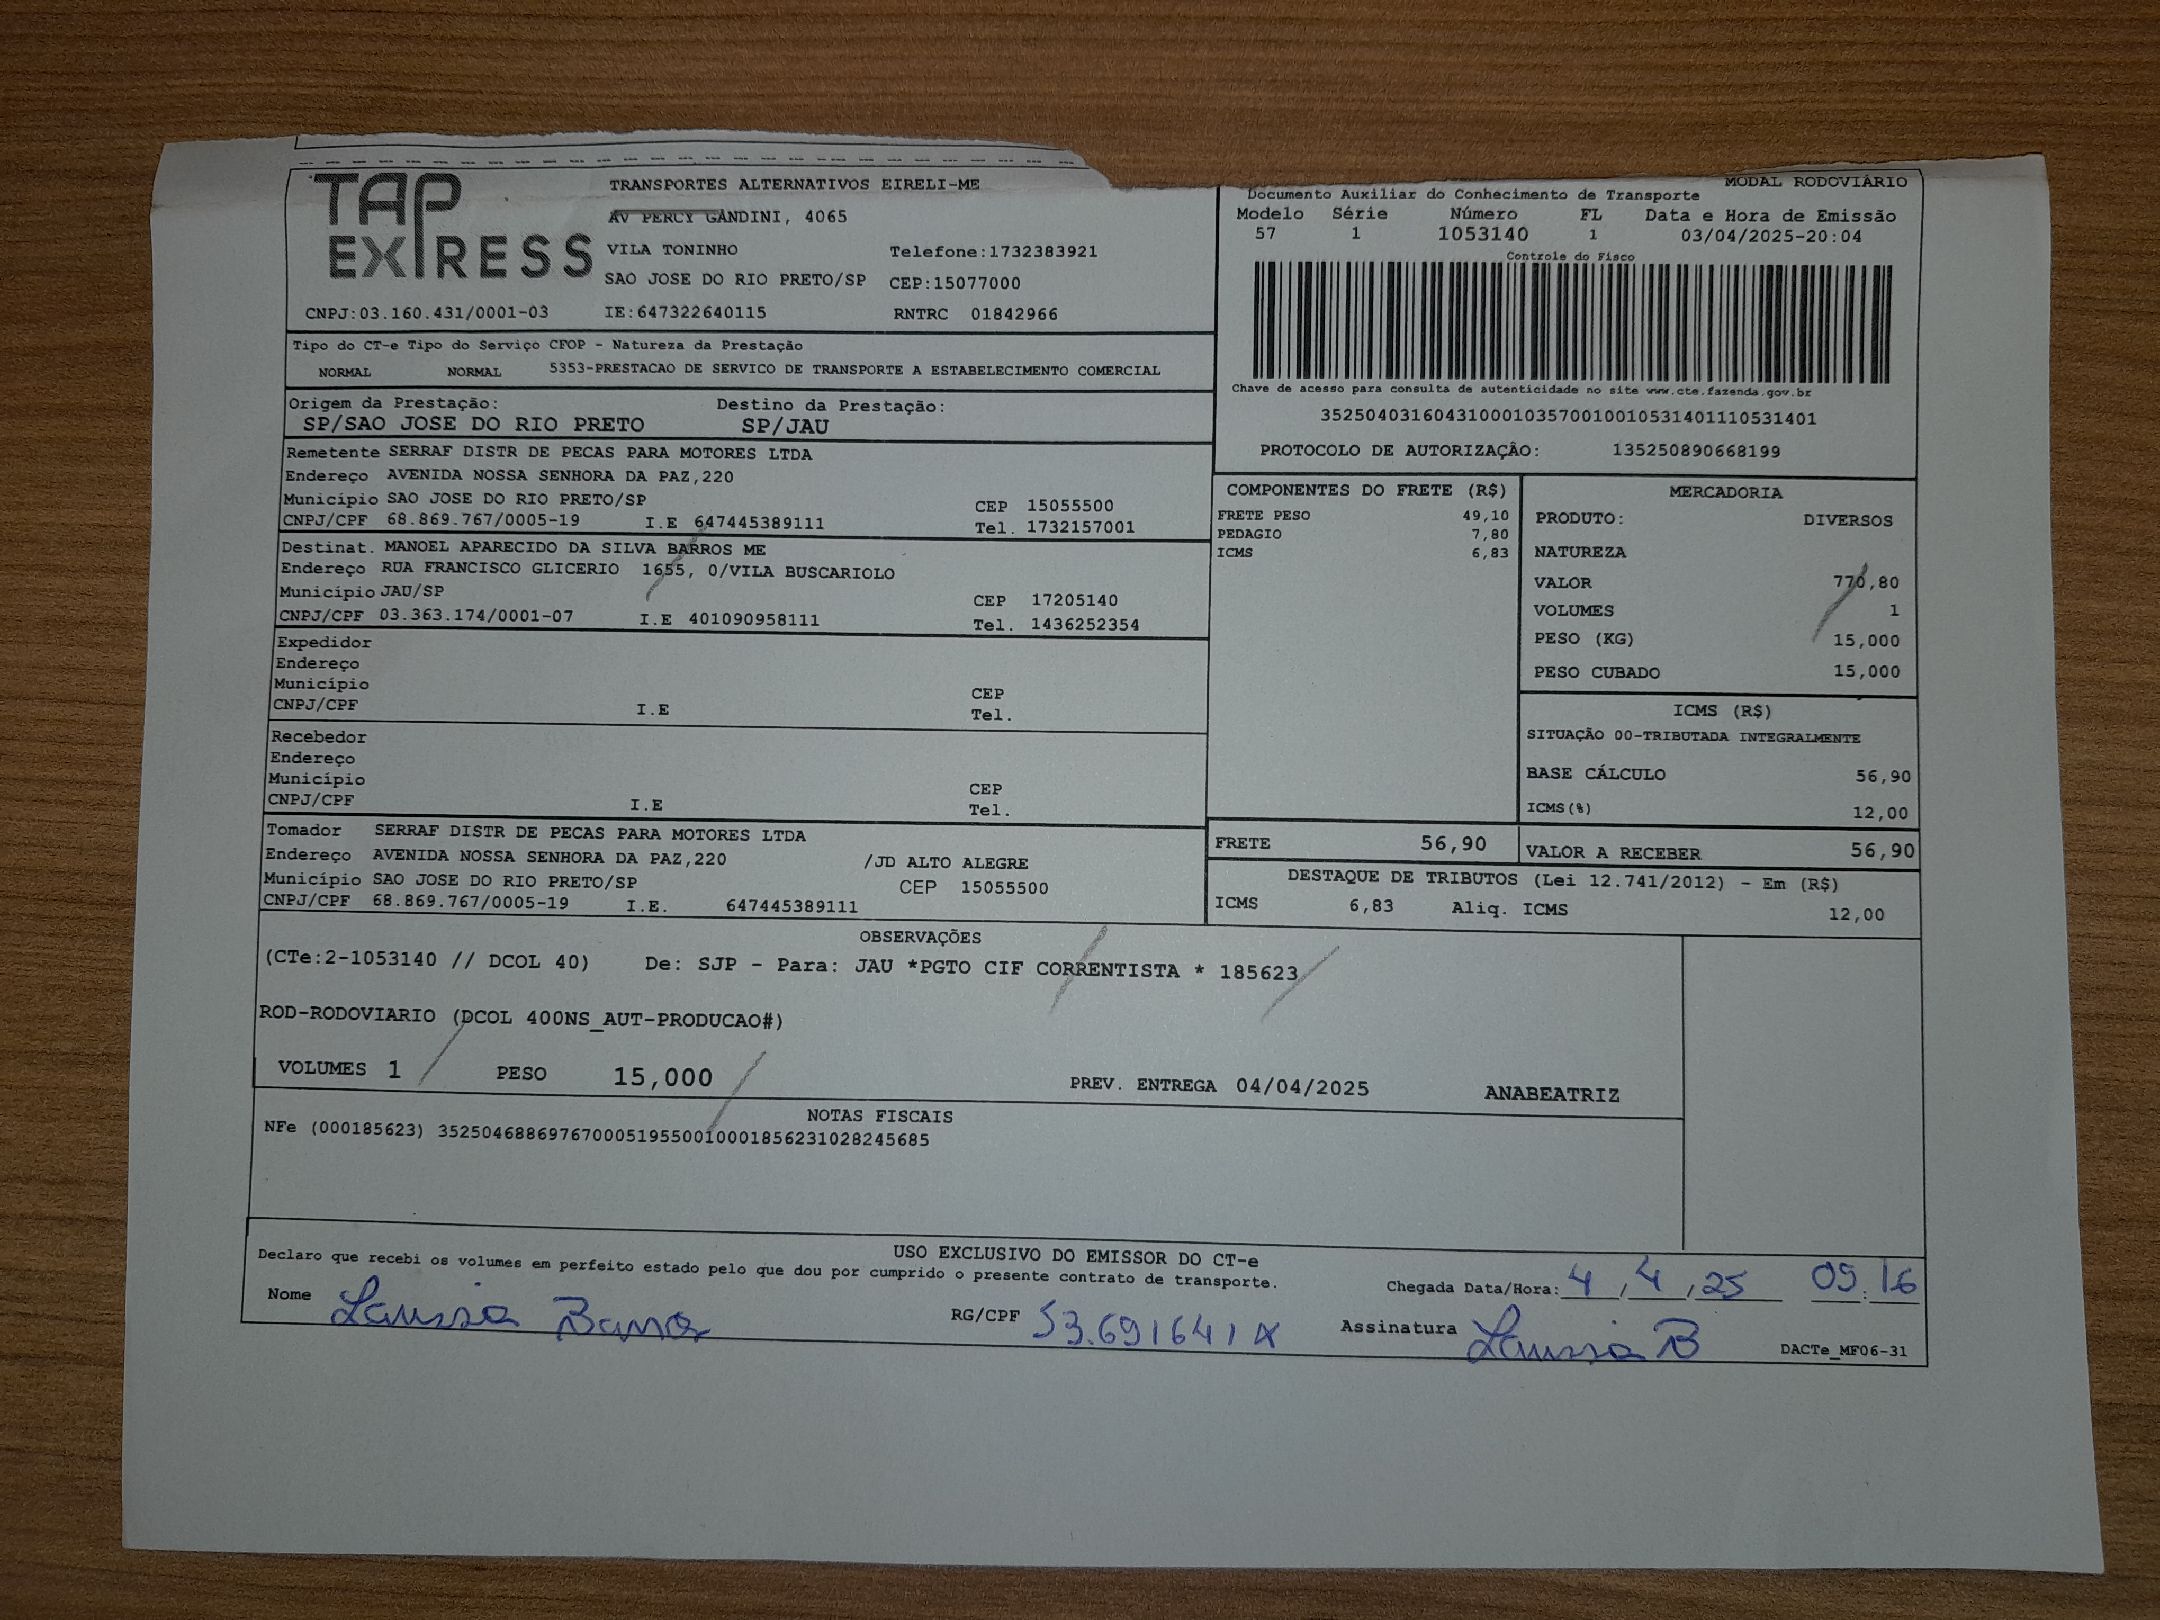 TAP EXPRESS
TRANSPORTES ALTERNATIVOS EIRELI-ME
AV PERCY GANDINI, 4065
VILA TONINHO Telefone:1732383921
SAO JOSE DO RIO PRETO/SP CEP:15077000
CNPJ:03.160.431/0001-03 IE:647322640115 RNTRC 01842966
MODAL RODOVIÁRIO
Documento Auxiliar do Conhecimento de Transporte
Modelo Série Número FL Data e Hora de Emissão
57 1 1053140 1 03/04/2025-20:04
Controle do Fisco
Chave de acesso para consulta de autenticidade no site www.cte.fazenda.gov.br
35250403160431000103570010010531401110531401
PROTOCOLO DE AUTORIZAÇÃO: 135250890668199
Tipo do CT-e Tipo do Serviço CFOP - Natureza da Prestação
NORMAL NORMAL 5353-PRESTACAO DE SERVICO DE TRANSPORTE A ESTABELECIMENTO COMERCIAL
Origem da Prestação: Destino da Prestação:
SP/SAO JOSE DO RIO PRETO SP/JAU
Remetente SERRAF DISTR DE PECAS PARA MOTORES LTDA
Endereço AVENIDA NOSSA SENHORA DA PAZ,220
Município SAO JOSE DO RIO PRETO/SP CEP 15055500
CNPJ/CPF 68.869.767/0005-19 I.E 647445389111 Tel. 1732157001
Destinat. MANOEL APARECIDO DA SILVA BARROS ME
Endereço RUA FRANCISCO GLICERIO 1655, 0/VILA BUSCARIOLO
Município JAU/SP CEP 17205140
CNPJ/CPF 03.363.174/0001-07 I.E 401090958111 Tel. 1436252354
Expedidor
Endereço
Município CEP
CNPJ/CPF I.E Tel.
Recebedor
Endereço
Município CEP
CNPJ/CPF I.E Tel.
Tomador SERRAF DISTR DE PECAS PARA MOTORES LTDA
Endereço AVENIDA NOSSA SENHORA DA PAZ,220 /JD ALTO ALEGRE
Município SAO JOSE DO RIO PRETO/SP CEP 15055500
CNPJ/CPF 68.869.767/0005-19 I.E. 647445389111
COMPONENTES DO FRETE (R$)
FRETE PESO 49,10
PEDAGIO 7,80
ICMS 6,83
MERCADORIA
PRODUTO: DIVERSOS
NATUREZA
VALOR 770,80
VOLUMES 1
PESO (KG) 15,000
PESO CUBADO 15,000
ICMS (R$)
SITUAÇÃO 00-TRIBUTADA INTEGRALMENTE
BASE CÁLCULO 56,90
ICMS(%) 12,00
FRETE 56,90 VALOR A RECEBER 56,90
DESTAQUE DE TRIBUTOS (Lei 12.741/2012) - Em (R$)
ICMS 6,83 Aliq. ICMS 12,00
OBSERVAÇÕES
(CTe:2-1053140 // DCOL 40) De: SJP - Para: JAU *PGTO CIF CORRENTISTA * 185623
ROD-RODOVIARIO (DCOL 400NS_AUT-PRODUCAO#)
VOLUMES 1 PESO 15,000 PREV. ENTREGA 04/04/2025 ANABEATRIZ
NOTAS FISCAIS
NFe (000185623) 35250468869767000519550010001856231028245685
USO EXCLUSIVO DO EMISSOR DO CT-e
Declaro que recebi os volumes em perfeito estado pelo que dou por cumprido o presente contrato de transporte.
Chegada Data/Hora: 4,4,25 09:16
Nome RG/CPF 53.691641X Assinatura
DACTe_MF06-31